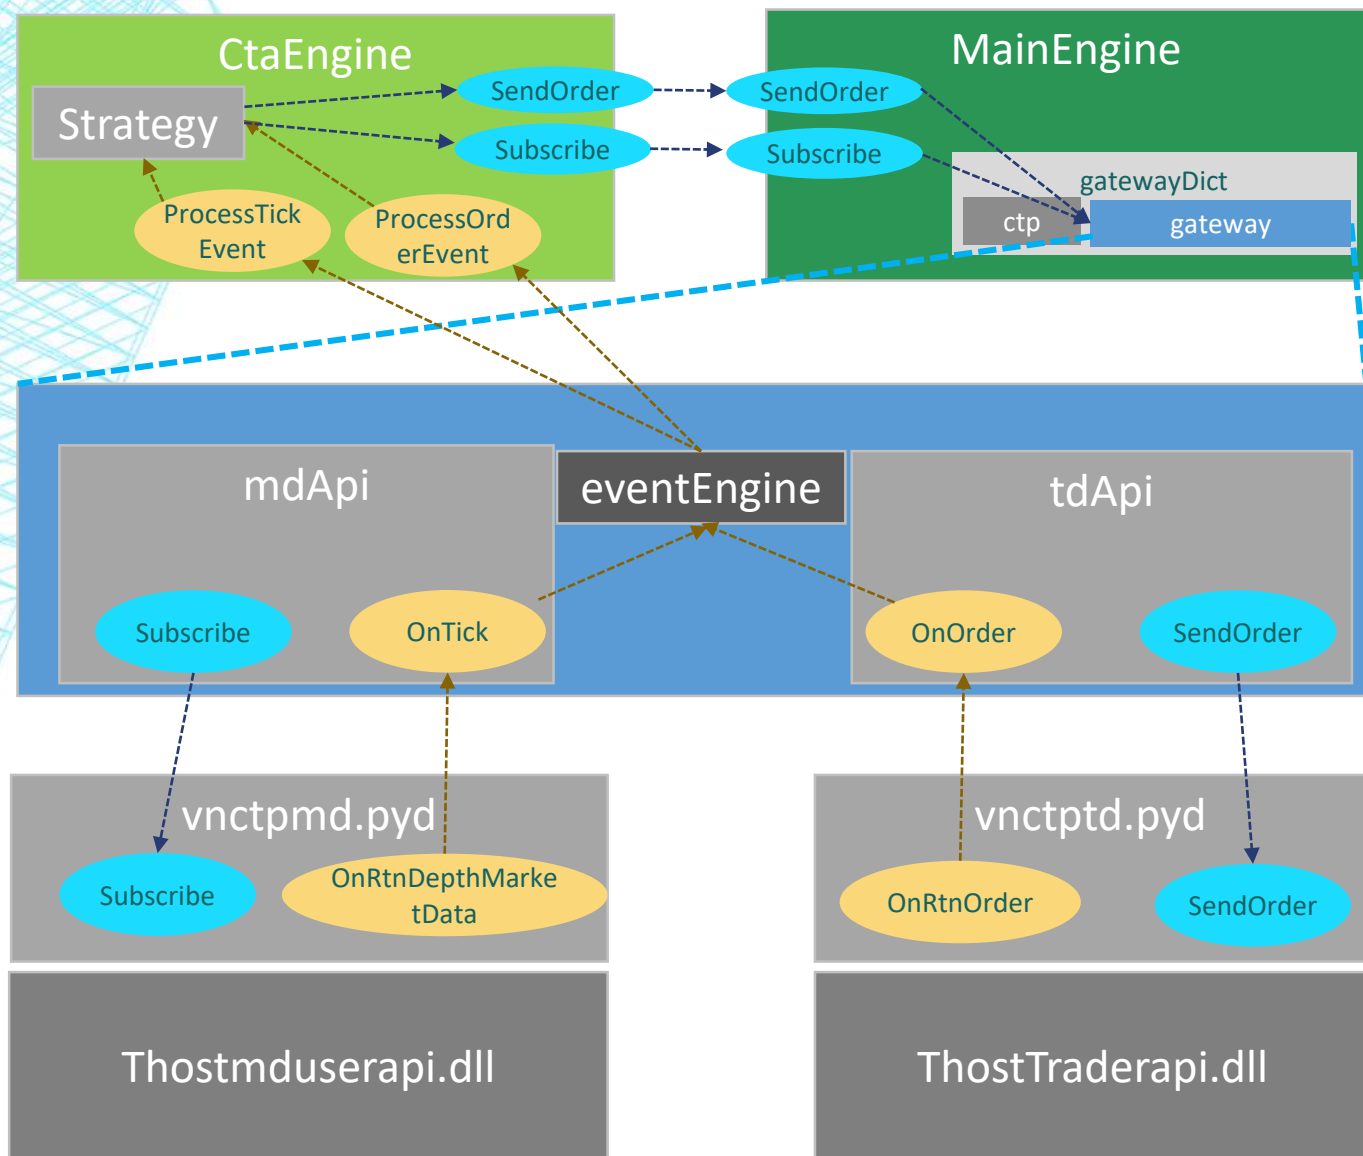 CtaEngine
Strategy
SendOrder
Subscribe
ProcessTick
Event
ProcessOrd
erEvent
MainEngine
SendOrder
Subscribe
gatewayDict
ctp
gateway
mdApi
eventEngine
tdApi
Subscribe
OnTick
OnOrder
SendOrder
vnctpmd.pyd
Subscribe
OnRtnDepthMarke
tData
vnctptd.pyd
OnRtnOrder
SendOrder
Thostmduserapi.dll
ThostTraderapi.dll